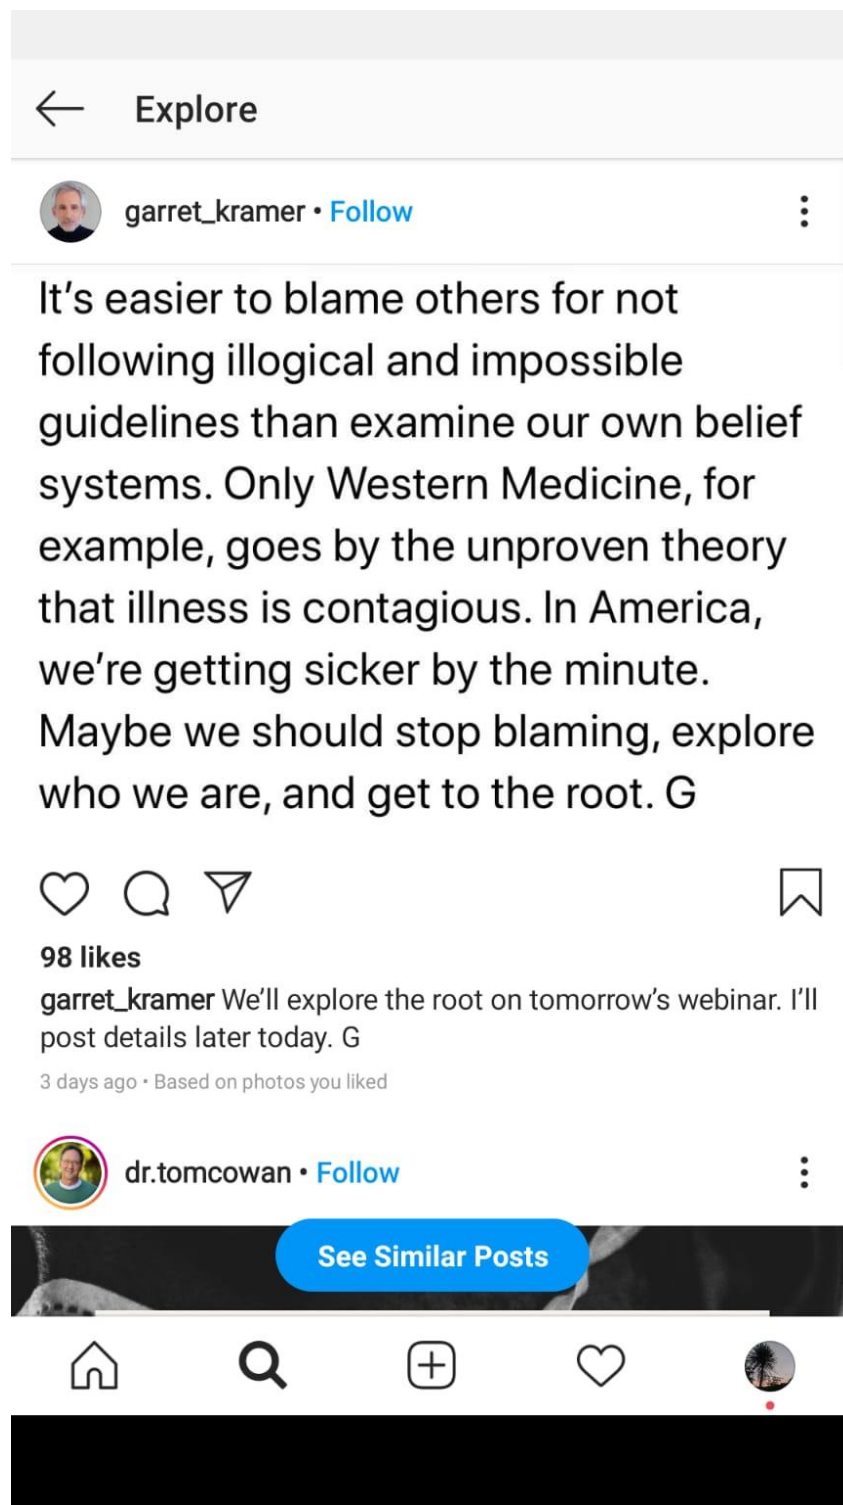 Explore
garret_kramer • Follow
It's easier to blame others for not
following illogical and impossible
guidelines than examine our own belief
systems. Only Western Medicine, for
example, goes by the unproven theory
that illness is contagious. In America,
we're getting sicker by the minute.
Maybe we should stop blaming, explore
who we are, and get to the root. G
98 likes
garret_kramer We'll explore the root on tomorrow's webinar. I'll
post details later today. G
3 days ago • Based on photos you liked
dr.tomcowan • Follow
See Similar Posts